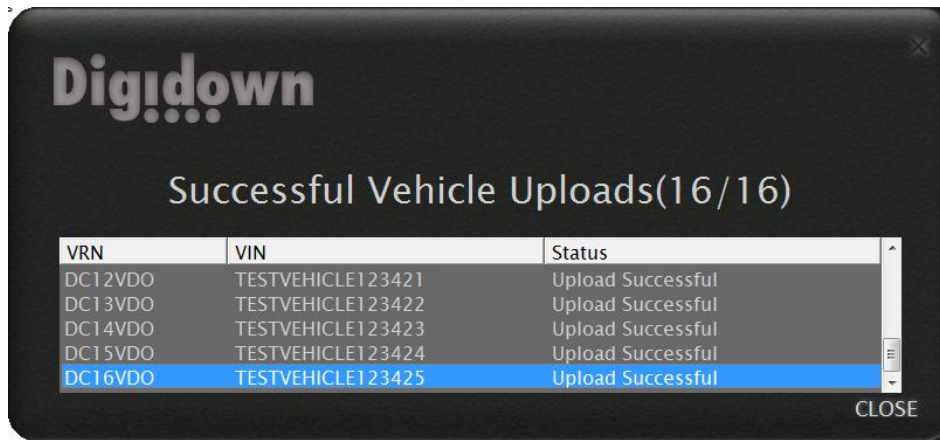 Digidown
Successful Vehicle Uploads(16/16)
VRN VIN Status
DC12VDO TESTVEHICLE123421 Upload Successful
DC13VDO TESTVEHICLE123422 Upload Successful
DC14VDO TESTVEHICLE123423 Upload Successful
DC15VDO TESTVEHICLE123424 Upload Successful
DC16VDO TESTVEHICLE123425 Upload Successful
CLOSE